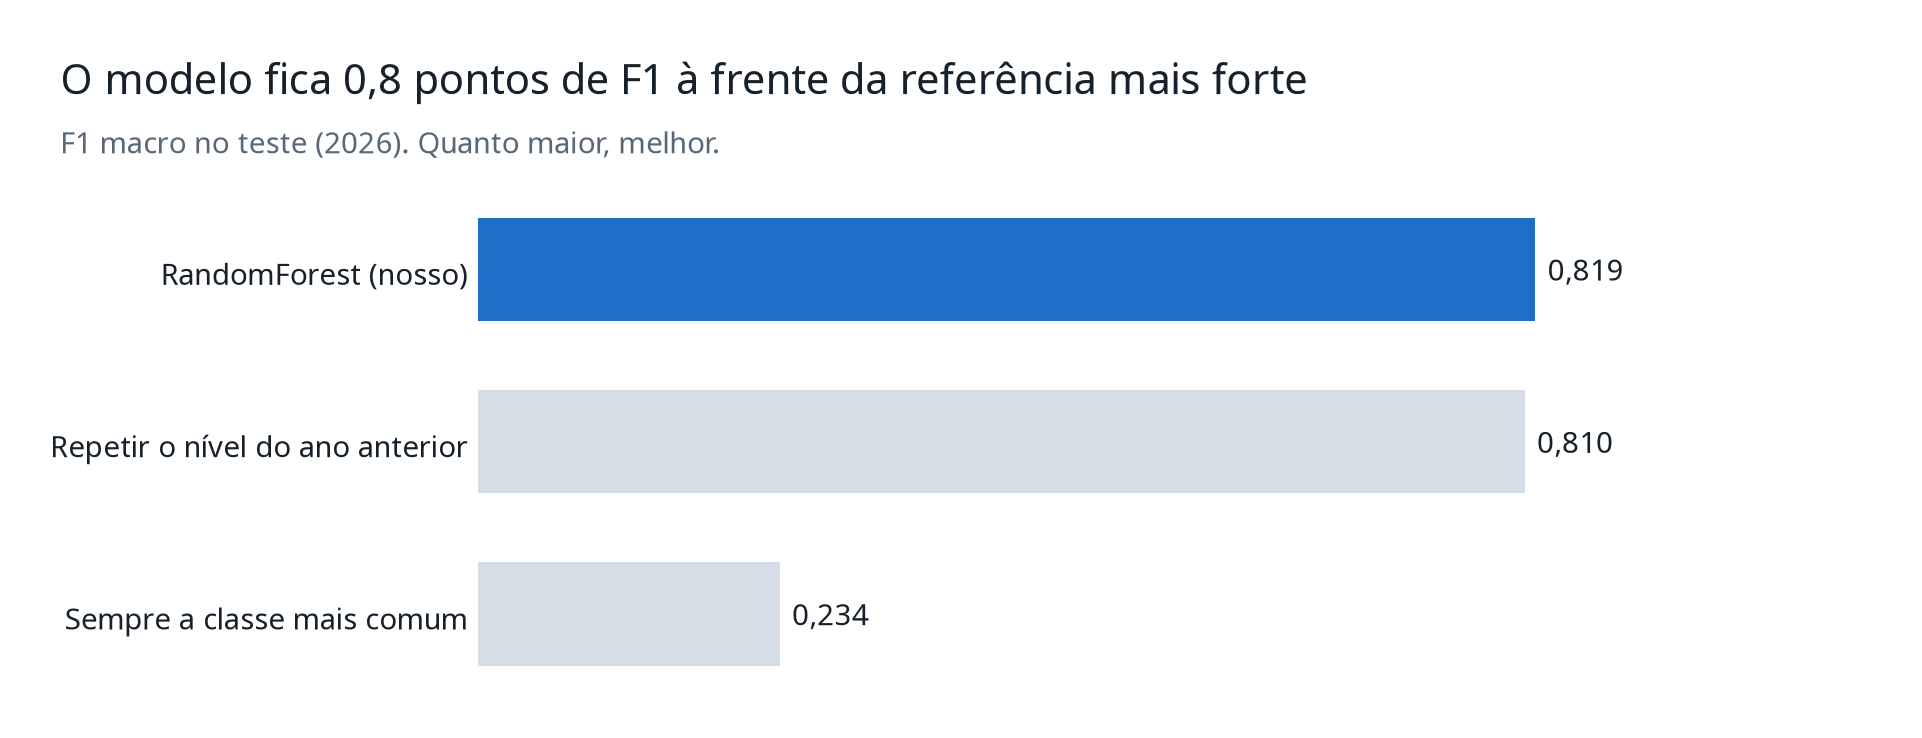 O modelo fica 0,8 pontos de F1 à frente da referência mais forte
F1 macro no teste (2026). Quanto maior, melhor.
RandomForest (nosso)
0,819
Repetir o nível do ano anterior
0,810
Sempre a classe mais comum
0,234